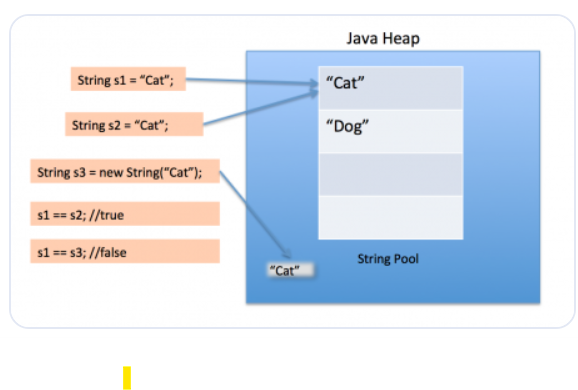 Java Heap
String s1 = “Cat”;
“Cat”
String s2 = “Cat”;
“Dog”
String s3 = new String(“Cat”);
s1 == s2; //true
s1 == s3; //false
String Pool
“Cat”